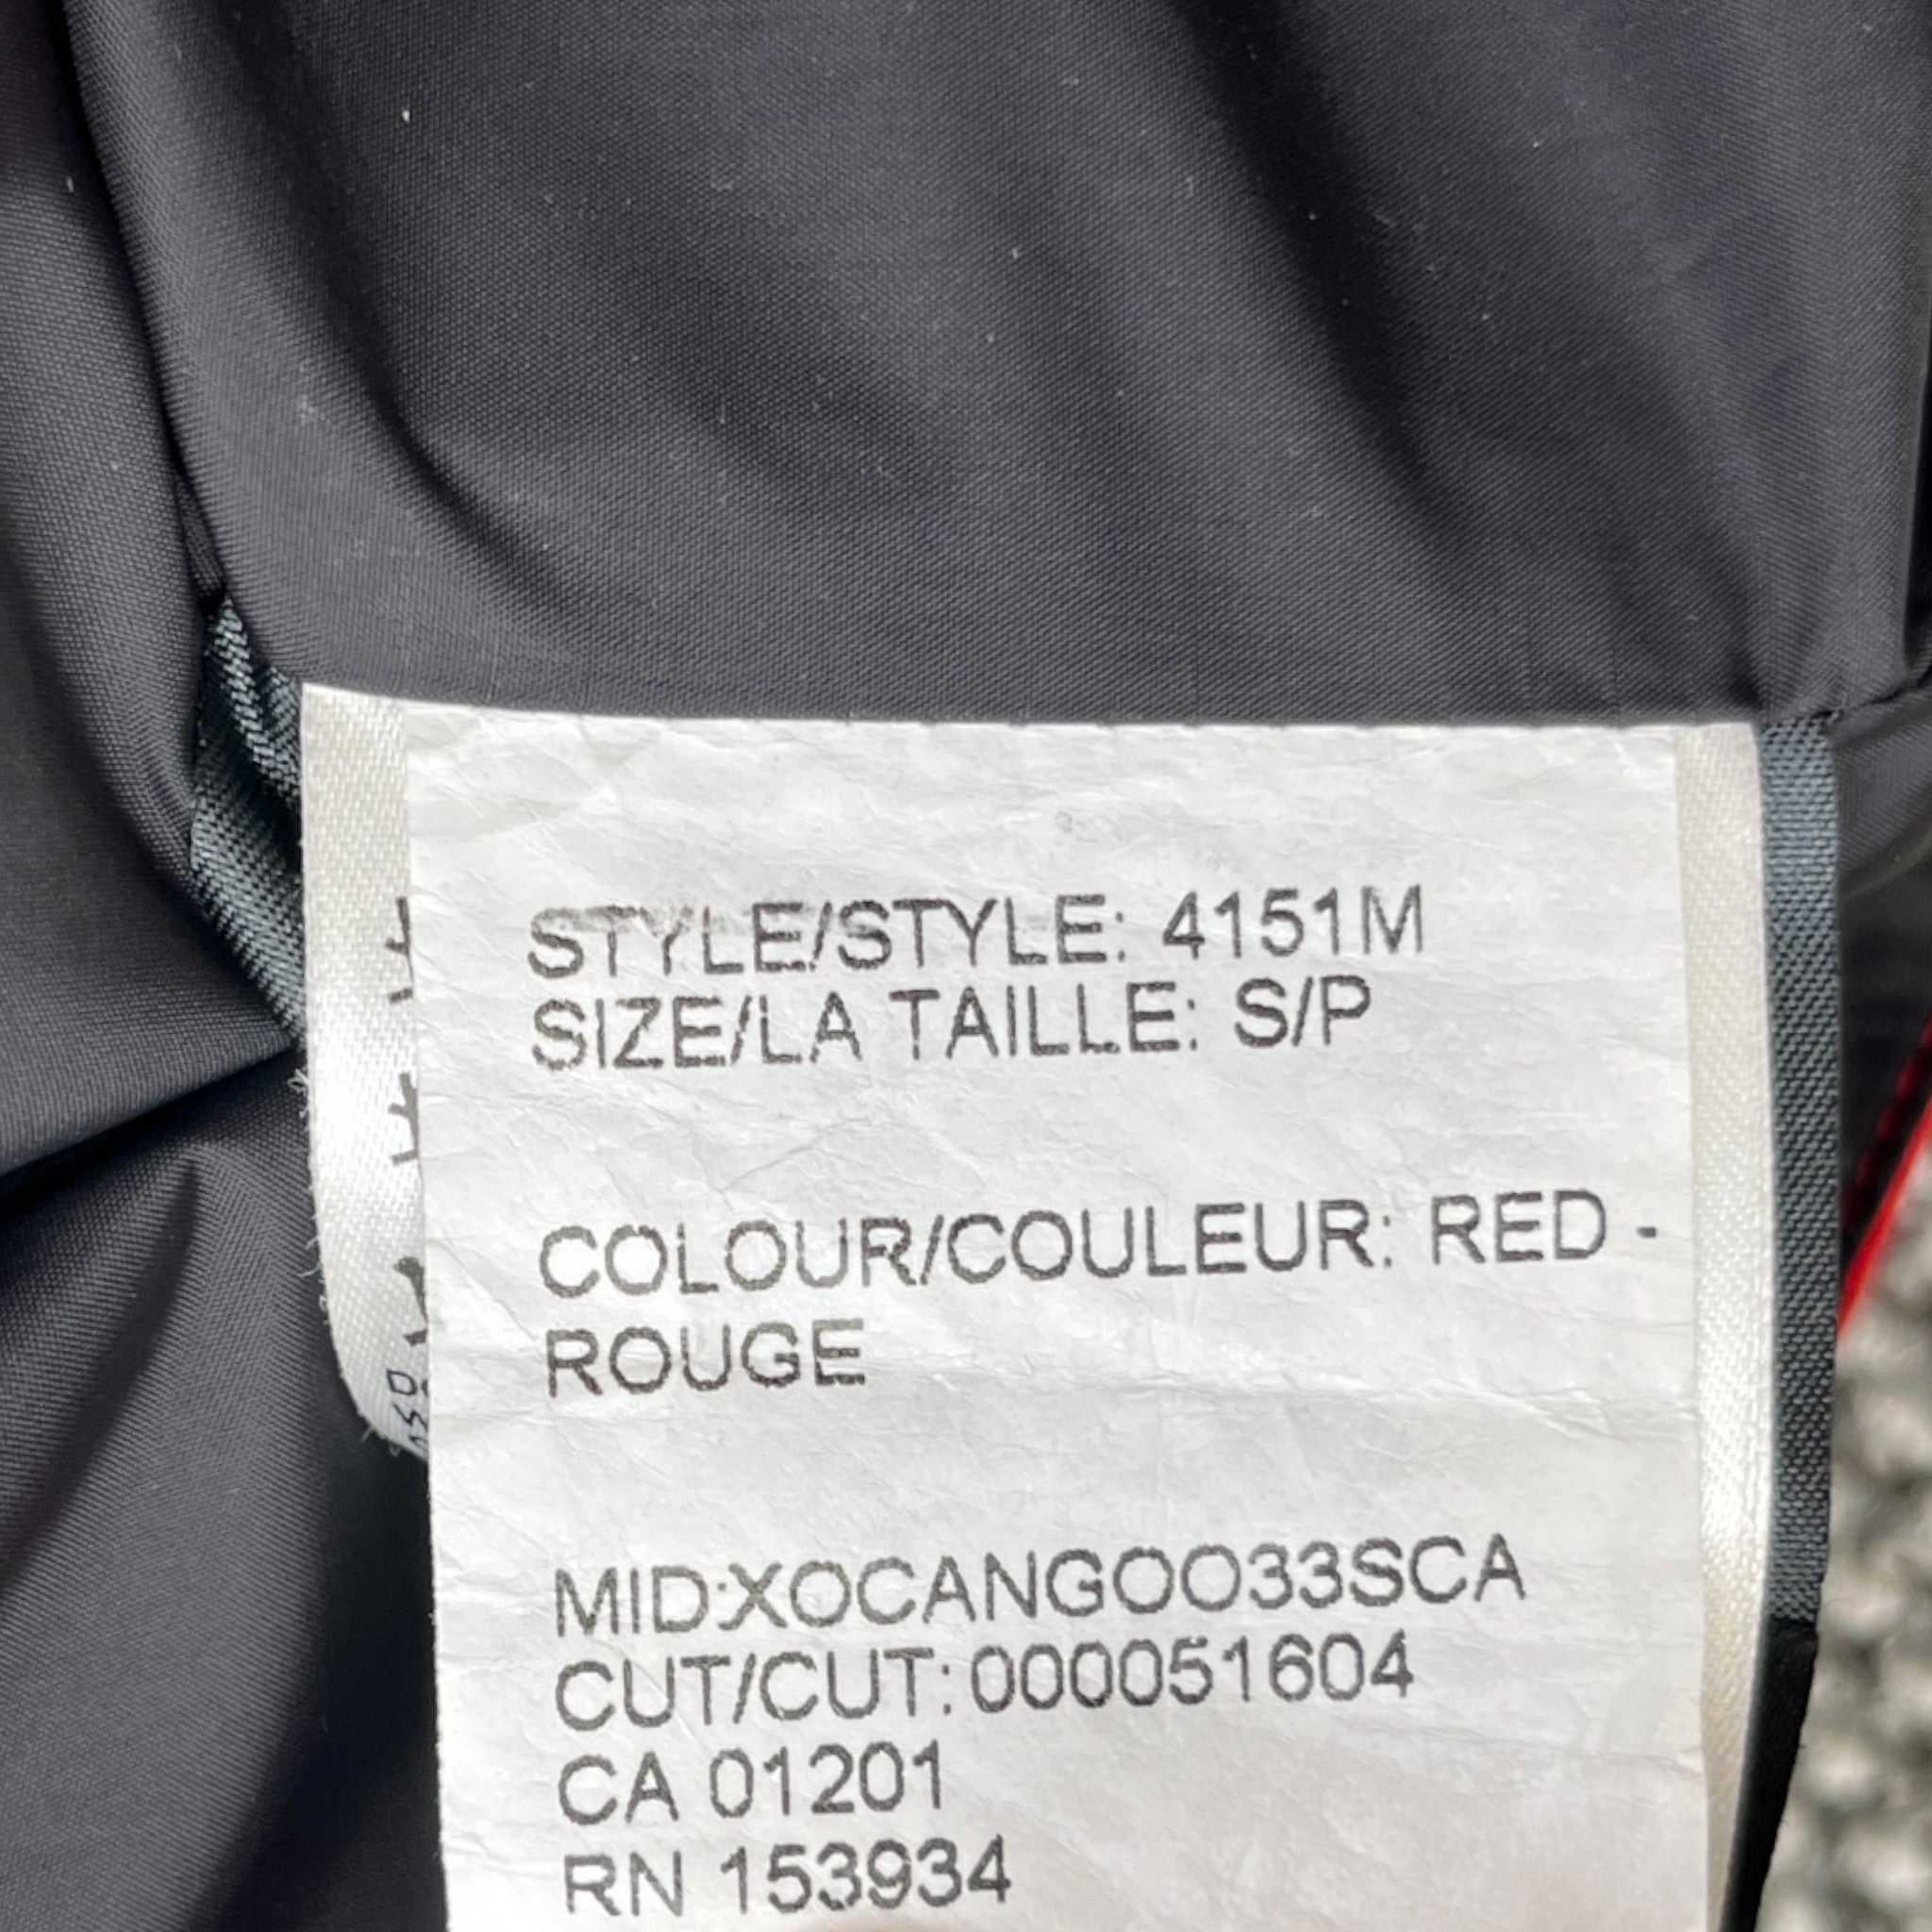 STYLE/STYLE: 4151M
SIZE/LA TAILLE: S/P
COLOUR/COULEUR: RED -
ROUGE
MID:XOCANGOO33SCA
CUT/CUT:000051604
CA 01201
RN 153934